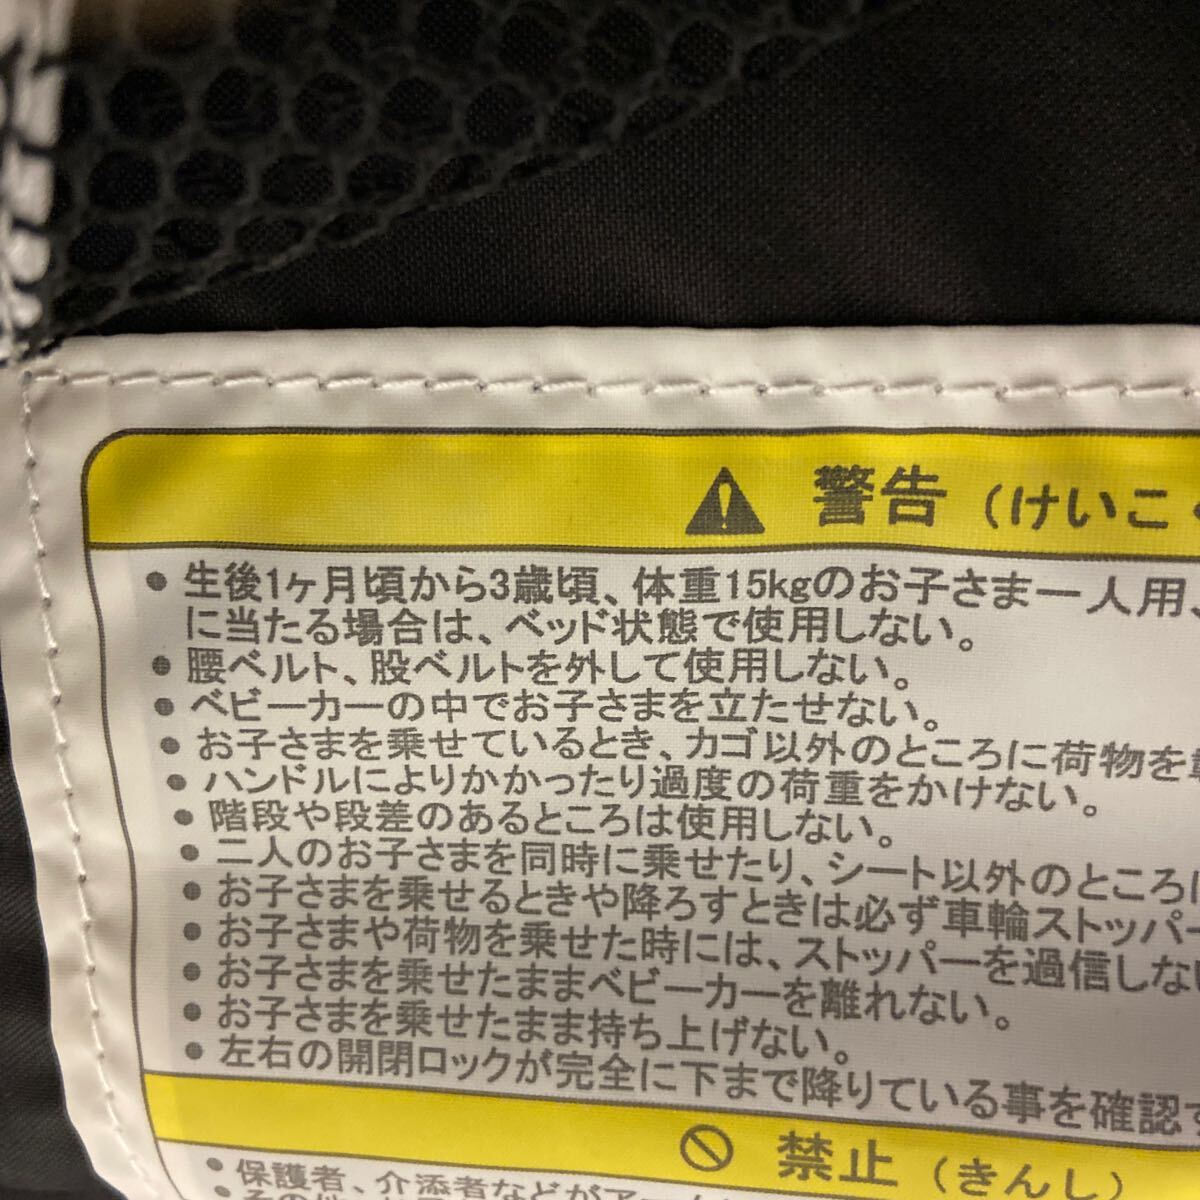 警告（けいこ
• 生後1ヶ月頃から3歳頃、体重15kgのお子さま一人用、
に当たる場合は、ベッド状態で使用しない。
• 腰ベルト、股ベルトを外して使用しない。
• ベビーカーの中でお子さまを立たせない。
• お子さまを乗せているとき、カゴ以外のところに荷物を
• ハンドルによりかかったり過度の荷重をかけない。
• 階段や段差のあるところは使用しない。
• 二人のお子さまを同時に乗せたり、シート以外のところ
• お子さまを乗せるときや降ろすときは必ず車輪ストッパー
• お子さまや荷物を乗せた時には、ストッパーを過信しない
• お子さまを乗せたままベビーカーを離れない。
• お子さまを乗せたまま持ち上げない。
• 左右の開閉ロックが完全に下まで降りている事を確認
禁止（きんし）
• 保護者、介添者などが